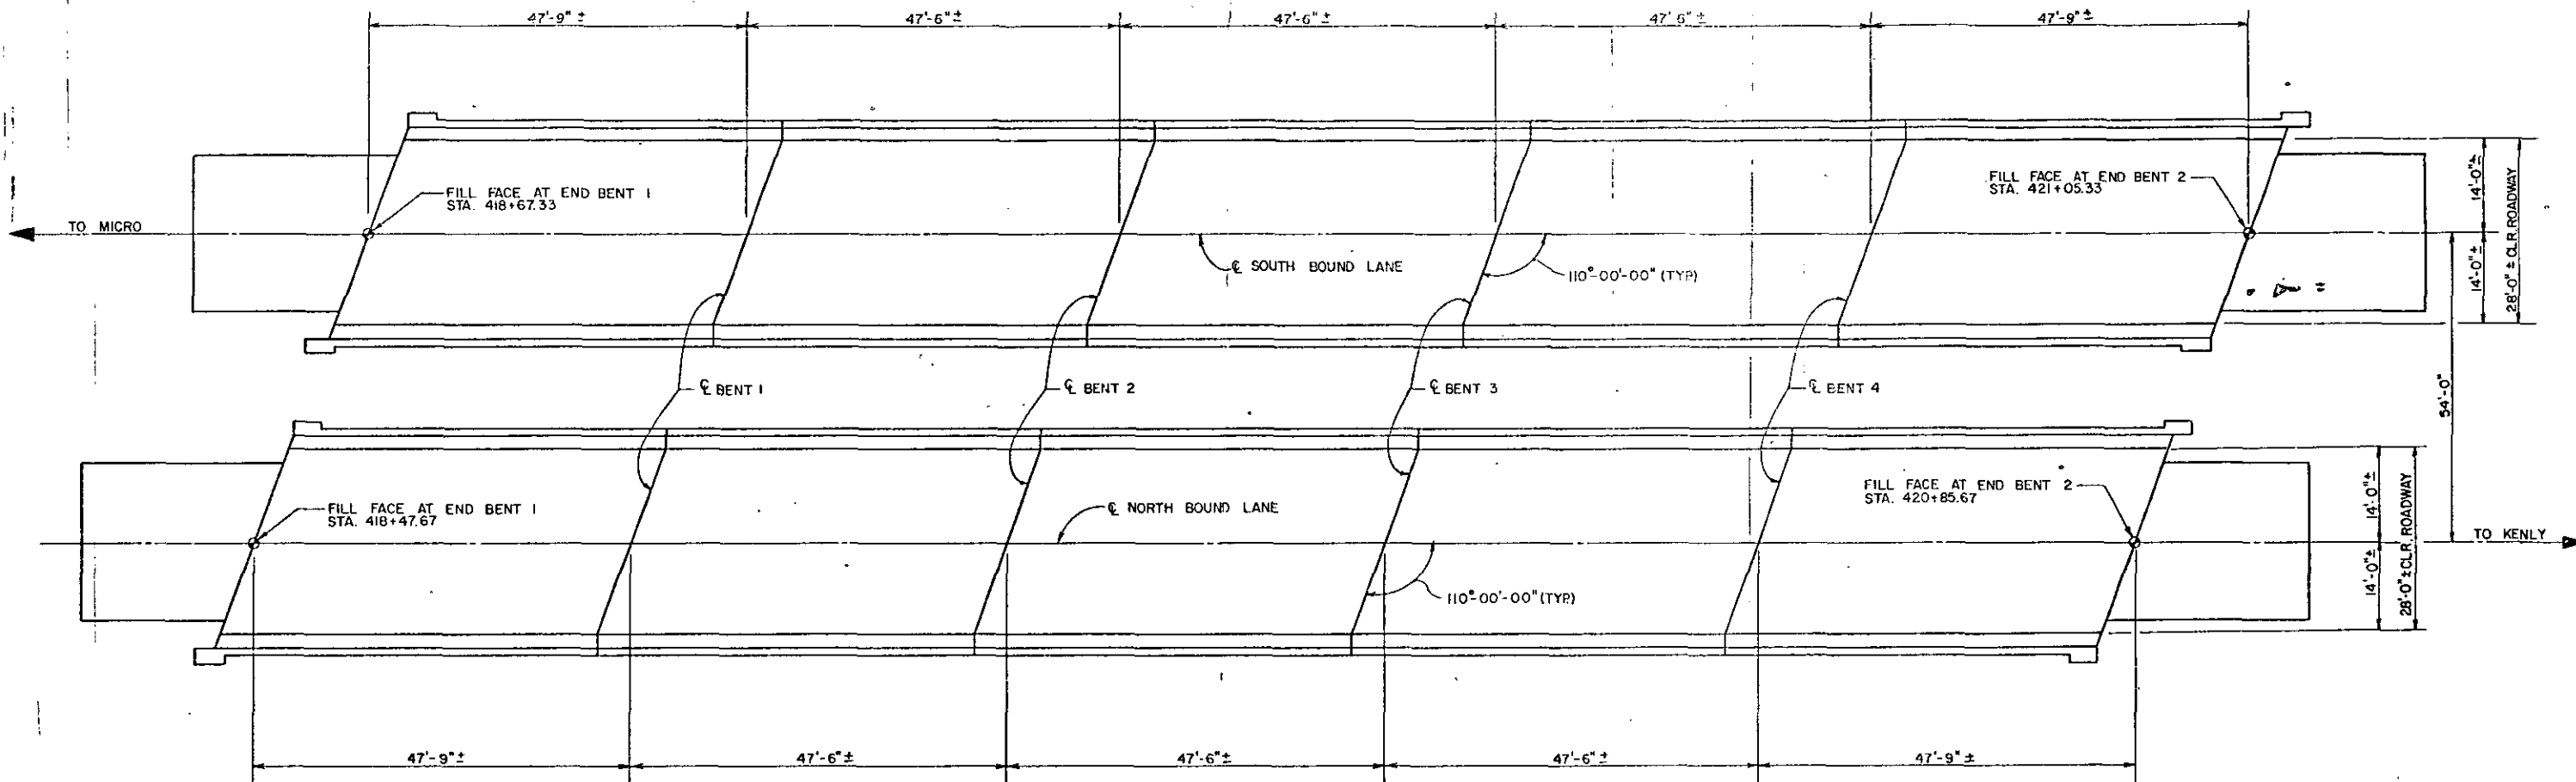 47'-9" ±
47'-6" ±
47'-6" ±
47'-6" ±
47'-9" ±
FILL FACE AT END BENT 1
STA. 418+67.33
FILL FACE AT END BENT 2
STA. 421+05.33
14'-0"±
14'-0"±
28'-0" ± CLR. ROADWAY
TO MICRO
℄ SOUTH BOUND LANE
110°-00'-00" (TYP.)
℄ BENT 1
℄ BENT 2
℄ BENT 3
℄ BENT 4
54'-0"
FILL FACE AT END BENT 1
STA. 418+47.67
℄ NORTH BOUND LANE
FILL FACE AT END BENT 2
STA. 420+85.67
14'-0"±
14'-0"±
28'-0" ± CLR. ROADWAY
TO KENLY
110°-00'-00" (TYP.)
47'-9" ±
47'-6" ±
47'-6" ±
47'-6" ±
47'-9" ±